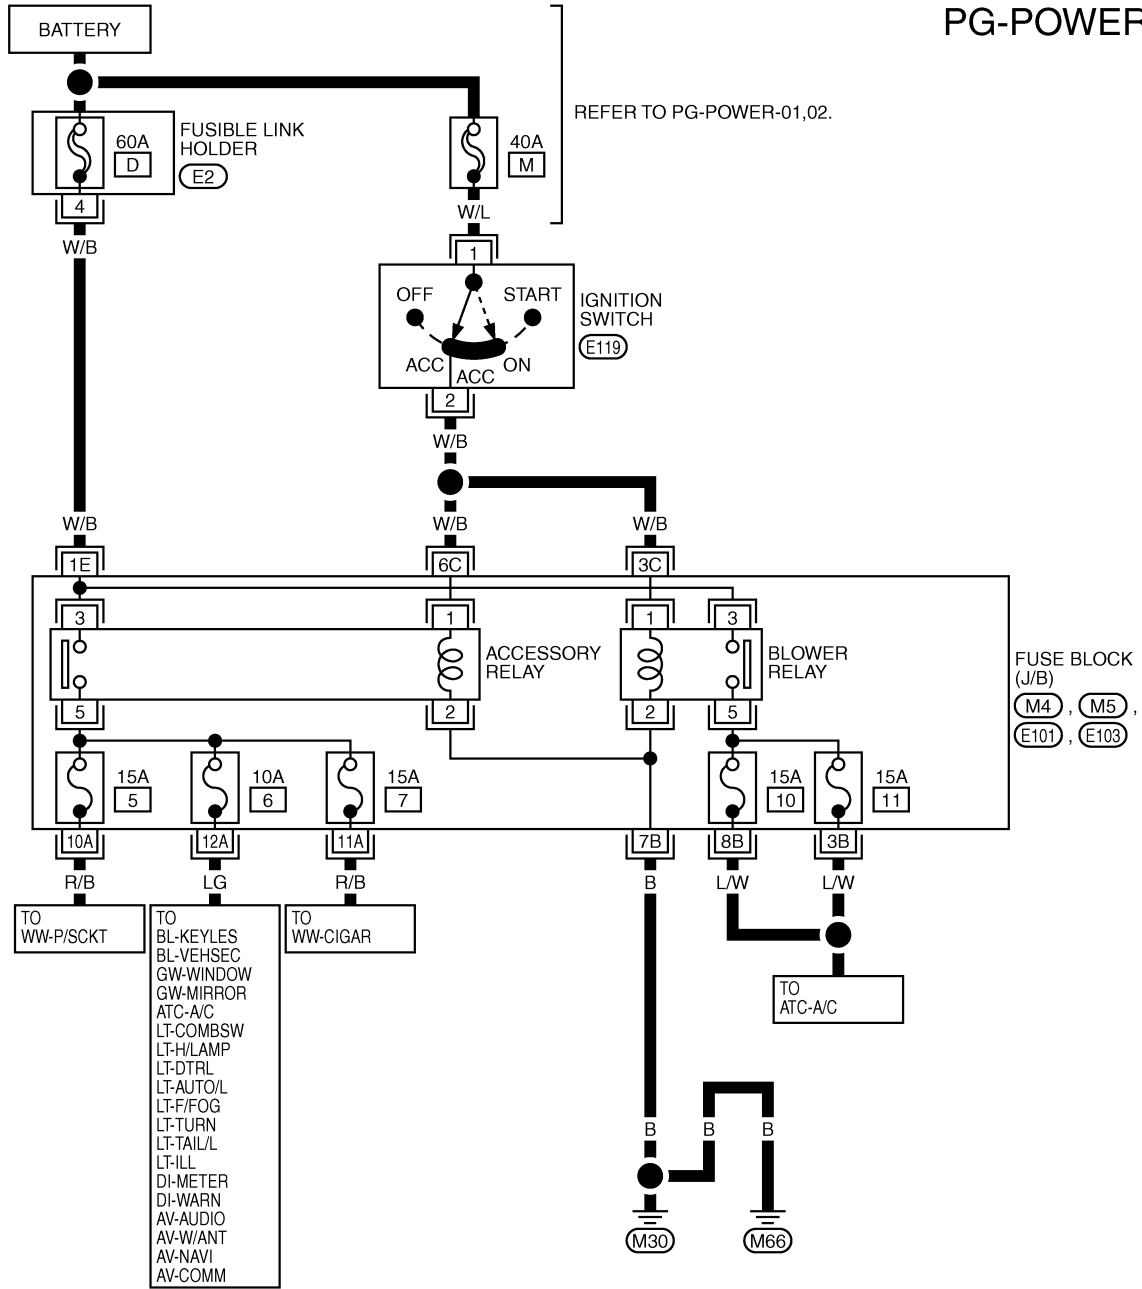 PG-POWER
BATTERY
REFER TO PG-POWER-01,02.
60A
D
FUSIBLE LINK
HOLDER
E2
40A
M
4
W/L
W/B
1
OFF
START
IGNITION
SWITCH
E119
ACC
ON
ACC
2
W/B
W/B
W/B
W/B
1E
6C
3C
3
1
1
3
ACCESSORY
RELAY
BLOWER
RELAY
FUSE BLOCK
(J/B)
M4 , M5 ,
E101 , E103
5
2
2
5
15A
5
10A
6
15A
7
15A
10
15A
11
10A
12A
11A
7B
8B
3B
R/B
LG
R/B
B
L/W
L/W
TO
WW-P/SCKT
TO
BL-KEYLES
BL-VEHSEC
GW-WINDOW
GW-MIRROR
ATC-A/C
LT-COMBSW
LT-H/LAMP
LT-DTRL
LT-AUTO/L
LT-F/FOG
LT-TURN
LT-TAIL/L
LT-ILL
DI-METER
DI-WARN
AV-AUDIO
AV-W/ANT
AV-NAVI
AV-COMM
TO
WW-CIGAR
TO
ATC-A/C
B
B
B
M30
M66